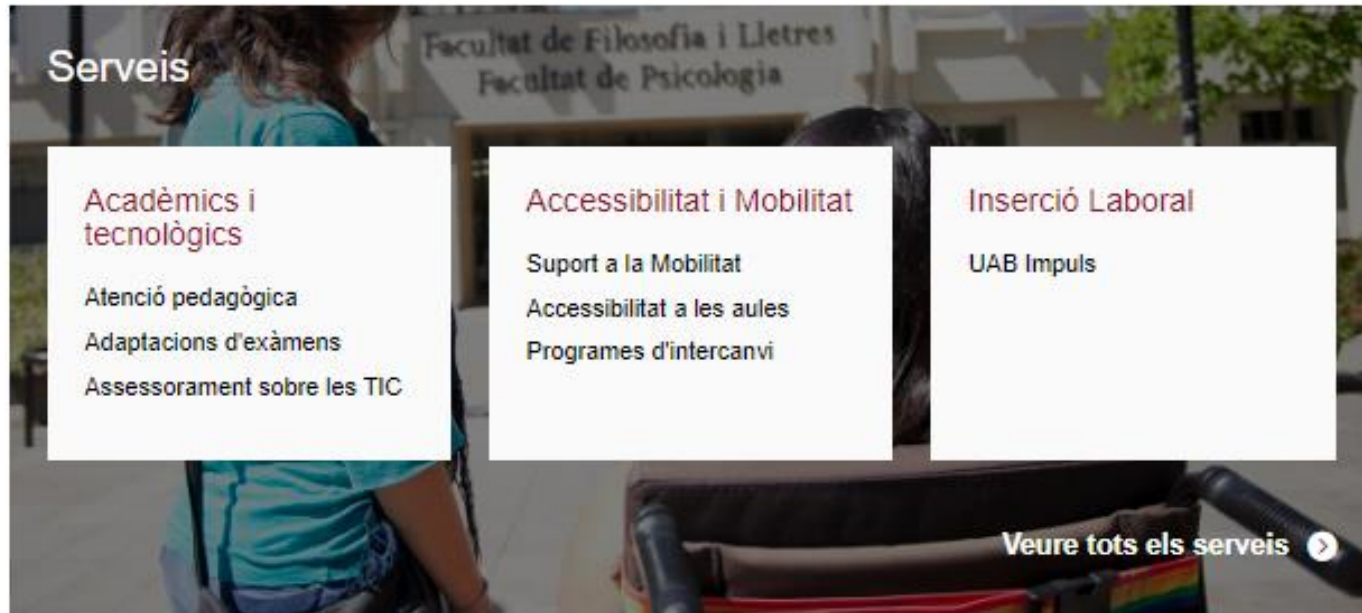 Facultat de Filosofia i Lletres
Facultat de Psicologia
Serveis
Acadèmics i
tecnològics
Atenció pedagògica
Adaptacions d'exàmens
Assessorament sobre les TIC
Accessibilitat i Mobilitat
Suport a la Mobilitat
Accessibilitat a les aules
Programes d'intercanvi
Inserció Laboral
UAB Impuls
Veure tots els serveis